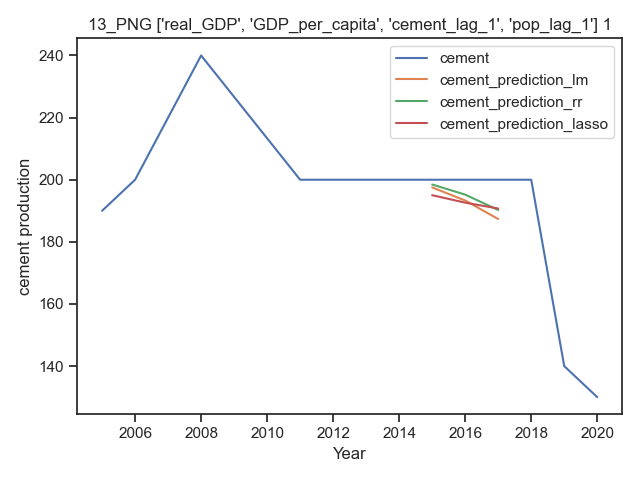 13_PNG ['real_GDP', 'GDP_per_capita', 'cement_lag_1', 'pop_lag_1'] 1
cement
cement_prediction_lm
cement_prediction_rr
cement_prediction_lasso
cement production
240
220
200
180
160
140
2006 2008 2010 2012 2014 2016 2018 2020
Year